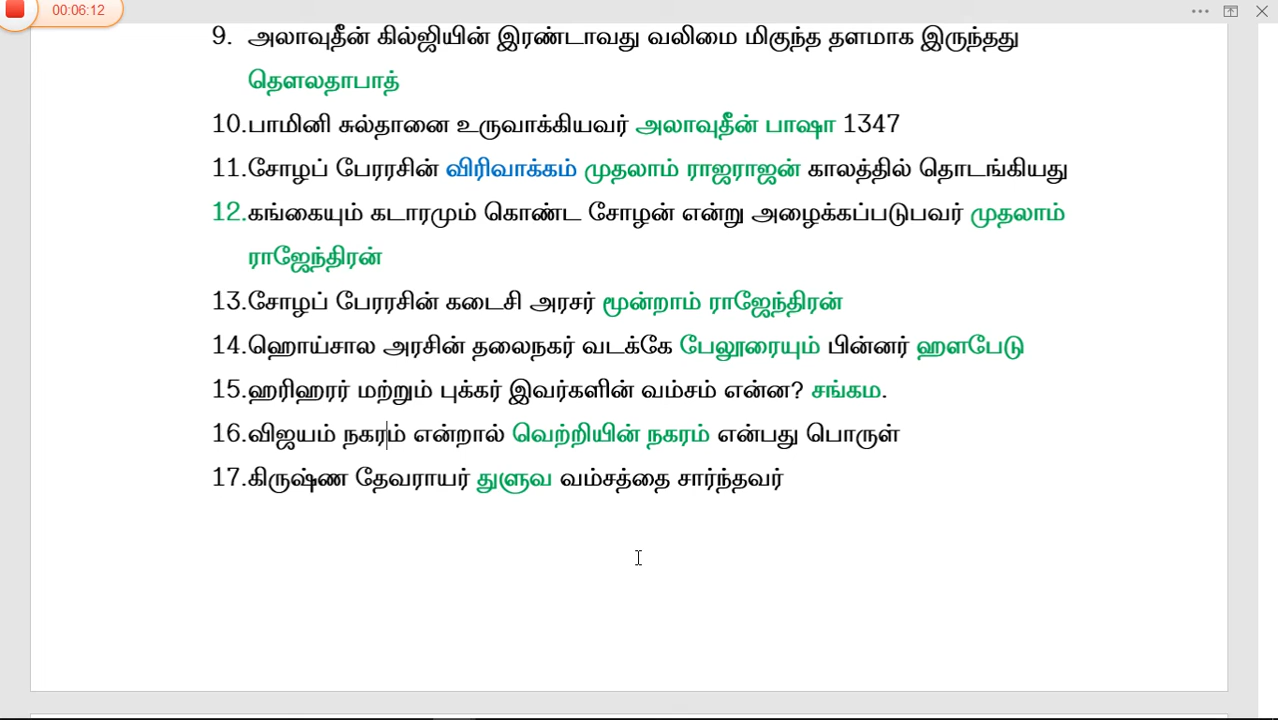 00:06:12
9. அலாவுதீன் கில்ஜியின் இரண்டாவது வலிமை மிகுந்த தளமாக இருந்தது
தௌலதாபாத்
10.பாமினி சுல்தானை உருவாக்கியவர் அலாவுதீன் பாஷா 1347
11.சோழப் பேரரசின் விரிவாக்கம் முதலாம் ராஜராஜன் காலத்தில் தொடங்கியது
12.கங்கையும் கடாரமும் கொண்ட சோழன் என்று அழைக்கப்படுபவர் முதலாம்
ராஜேந்திரன்
13.சோழப் பேரரசின் கடைசி அரசர் மூன்றாம் ராஜேந்திரன்
14.ஹொய்சால அரசின் தலைநகர் வடக்கே பேலூரையும் பின்னர் ஹளபேடு
15.ஹரிஹரர் மற்றும் புக்கர் இவர்களின் வம்சம் என்ன? சங்கம.
16.விஜயம் நகரம் என்றால் வெற்றியின் நகரம் என்பது பொருள்
17.கிருஷ்ண தேவராயர் துளுவ வம்சத்தை சார்ந்தவர்